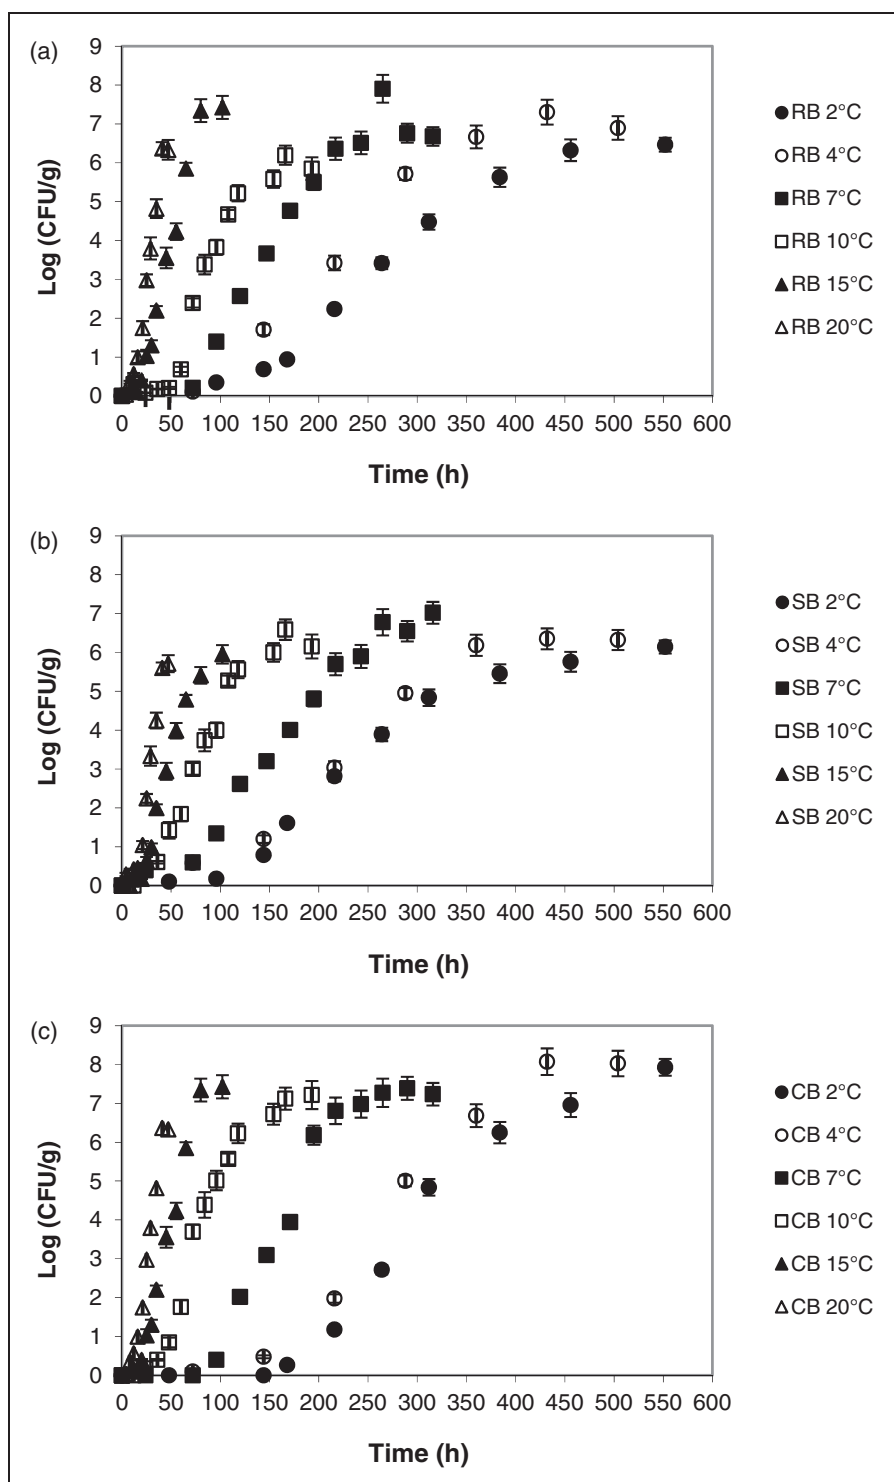 (a)
9
8
7
6
5
4
3
2
1
0
Log (CFU/g)
0 50 100 150 200 250 300 350 400 450 500 550 600
Time (h)
RB 2°C
RB 4°C
RB 7°C
RB 10°C
RB 15°C
RB 20°C
(b)
9
8
7
6
5
4
3
2
1
0
Log (CFU/g)
0 50 100 150 200 250 300 350 400 450 500 550 600
Time (h)
SB 2°C
SB 4°C
SB 7°C
SB 10°C
SB 15°C
SB 20°C
(c)
9
8
7
6
5
4
3
2
1
0
Log (CFU/g)
0 50 100 150 200 250 300 350 400 450 500 550 600
Time (h)
CB 2°C
CB 4°C
CB 7°C
CB 10°C
CB 15°C
CB 20°C